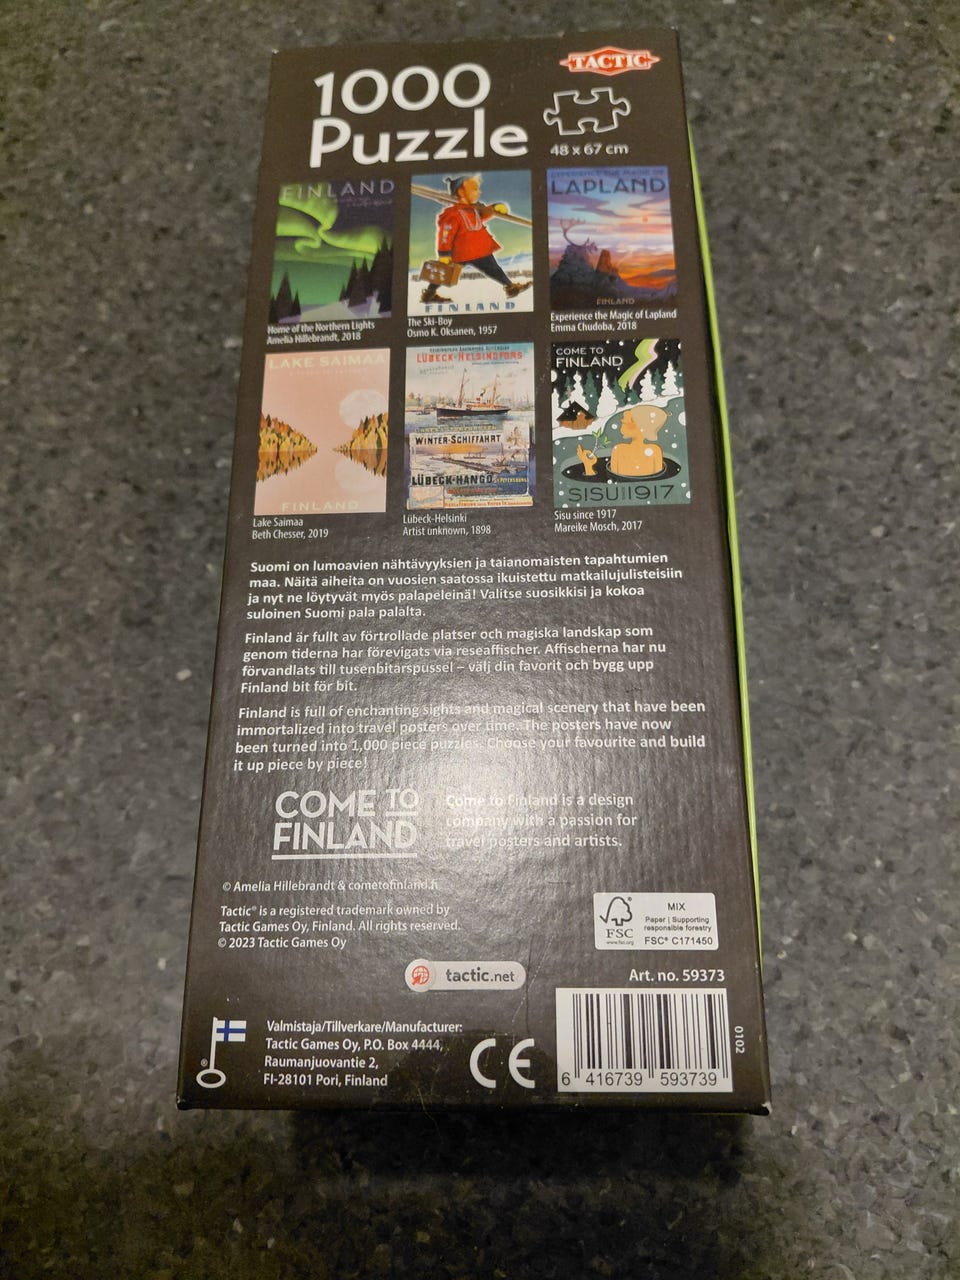 TACTIC
1000
Puzzle
48 x 67 cm
FINLAND
Home of the Northern Lights
Amelia Hillebrandt, 2018
FINLAND
The Ski-Boy
Osmo K. Oksanen, 1957
EXPERIENCE THE MAGIC OF
LAPLAND
FINLAND
Experience the Magic of Lapland
Emma Chudoba, 2018
LAKE SAIMAA
FINLAND
Lake Saimaa
Beth Chesser, 2019
LÜBECK-HELSINGFORS
WINTER-SCHIFFAHRT
LÜBECK-HANGÖ
Lübeck-Helsinki
Artist unknown, 1898
COME TO
FINLAND
SISU SINCE 1917
Sisu since 1917
Mareike Mosch, 2017
Suomi on lumoavien nähtävyyksien ja taianomaisten tapahtumien
maa. Näitä aiheita on vuosien saatossa ikuistettu matkailujulisteisiin
ja nyt ne löytyvät myös palapeleinä! Valitse suosikkisi ja kokoa
suloinen Suomi pala palalta.
Finland är fullt av förtrollade platser och magiska landskap som
genom tiderna har förevigats via reseaffischer. Affischerna har nu
förvandlats till tusenbitarspussel – välj din favorit och bygg upp
Finland bit för bit.
Finland is full of enchanting sights and magical scenery that have been
immortalized into travel posters over time. The posters have now
been turned into 1,000 piece puzzles. Choose your favourite and build
it up piece by piece!
COME TO
FINLAND
Come to Finland is a design
company with a passion for
travel posters and artists.
© Amelia Hillebrandt & cometofinland.fi
Tactic® is a registered trademark owned by
Tactic Games Oy, Finland. All rights reserved.
© 2023 Tactic Games Oy
FSC
www.fsc.org
MIX
Paper | Supporting
responsible forestry
FSC® C171450
tactic.net
Art. no. 59373
Valmistaja/Tillverkare/Manufacturer:
Tactic Games Oy, P.O. Box 4444,
Raumanjuovantie 2,
FI-28101 Pori, Finland
CE
6 416739 593739
0102